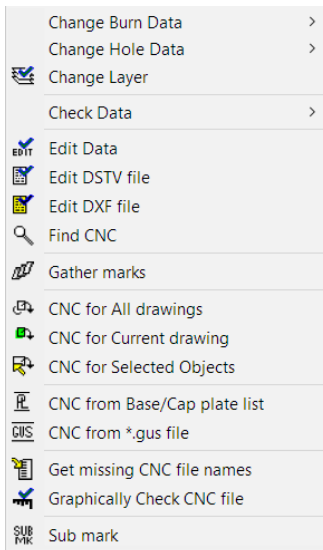 Change Burn Data
Change Hole Data
Change Layer
Check Data
EDIT Edit Data
Edit DSTV file
Edit DXF file
Find CNC
Gather marks
CNC for All drawings
CNC for Current drawing
CNC for Selected Objects
PL CNC from Base/Cap plate list
GUS CNC from *.gus file
Get missing CNC file names
Graphically Check CNC file
SUB MK Sub mark